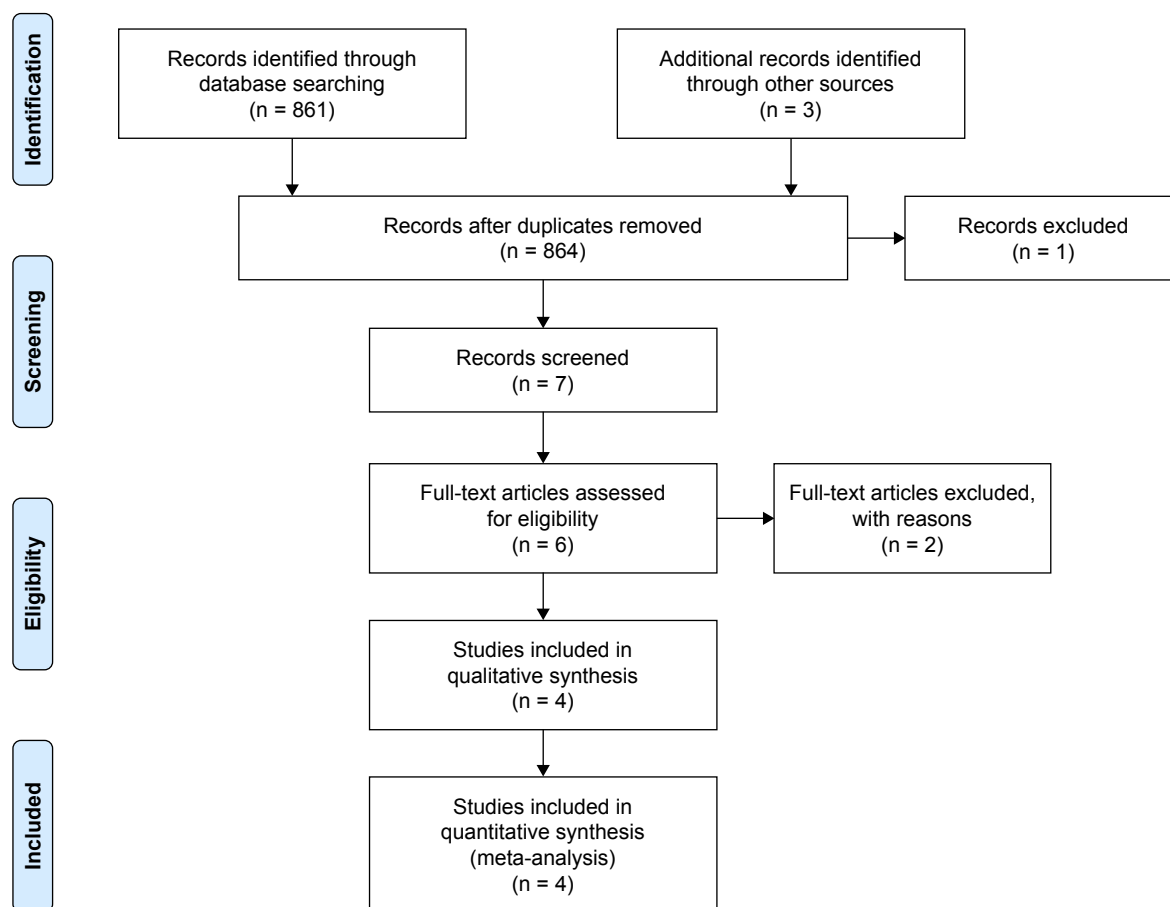 Identification
Records identified through
database searching
(n = 861)
Additional records identified
through other sources
(n = 3)
Records after duplicates removed
(n = 864)
Records excluded
(n = 1)
Screening
Records screened
(n = 7)
Eligibility
Full-text articles assessed
for eligibility
(n = 6)
Full-text articles excluded,
with reasons
(n = 2)
Studies included in
qualitative synthesis
(n = 4)
Included
Studies included in
quantitative synthesis
(meta-analysis)
(n = 4)